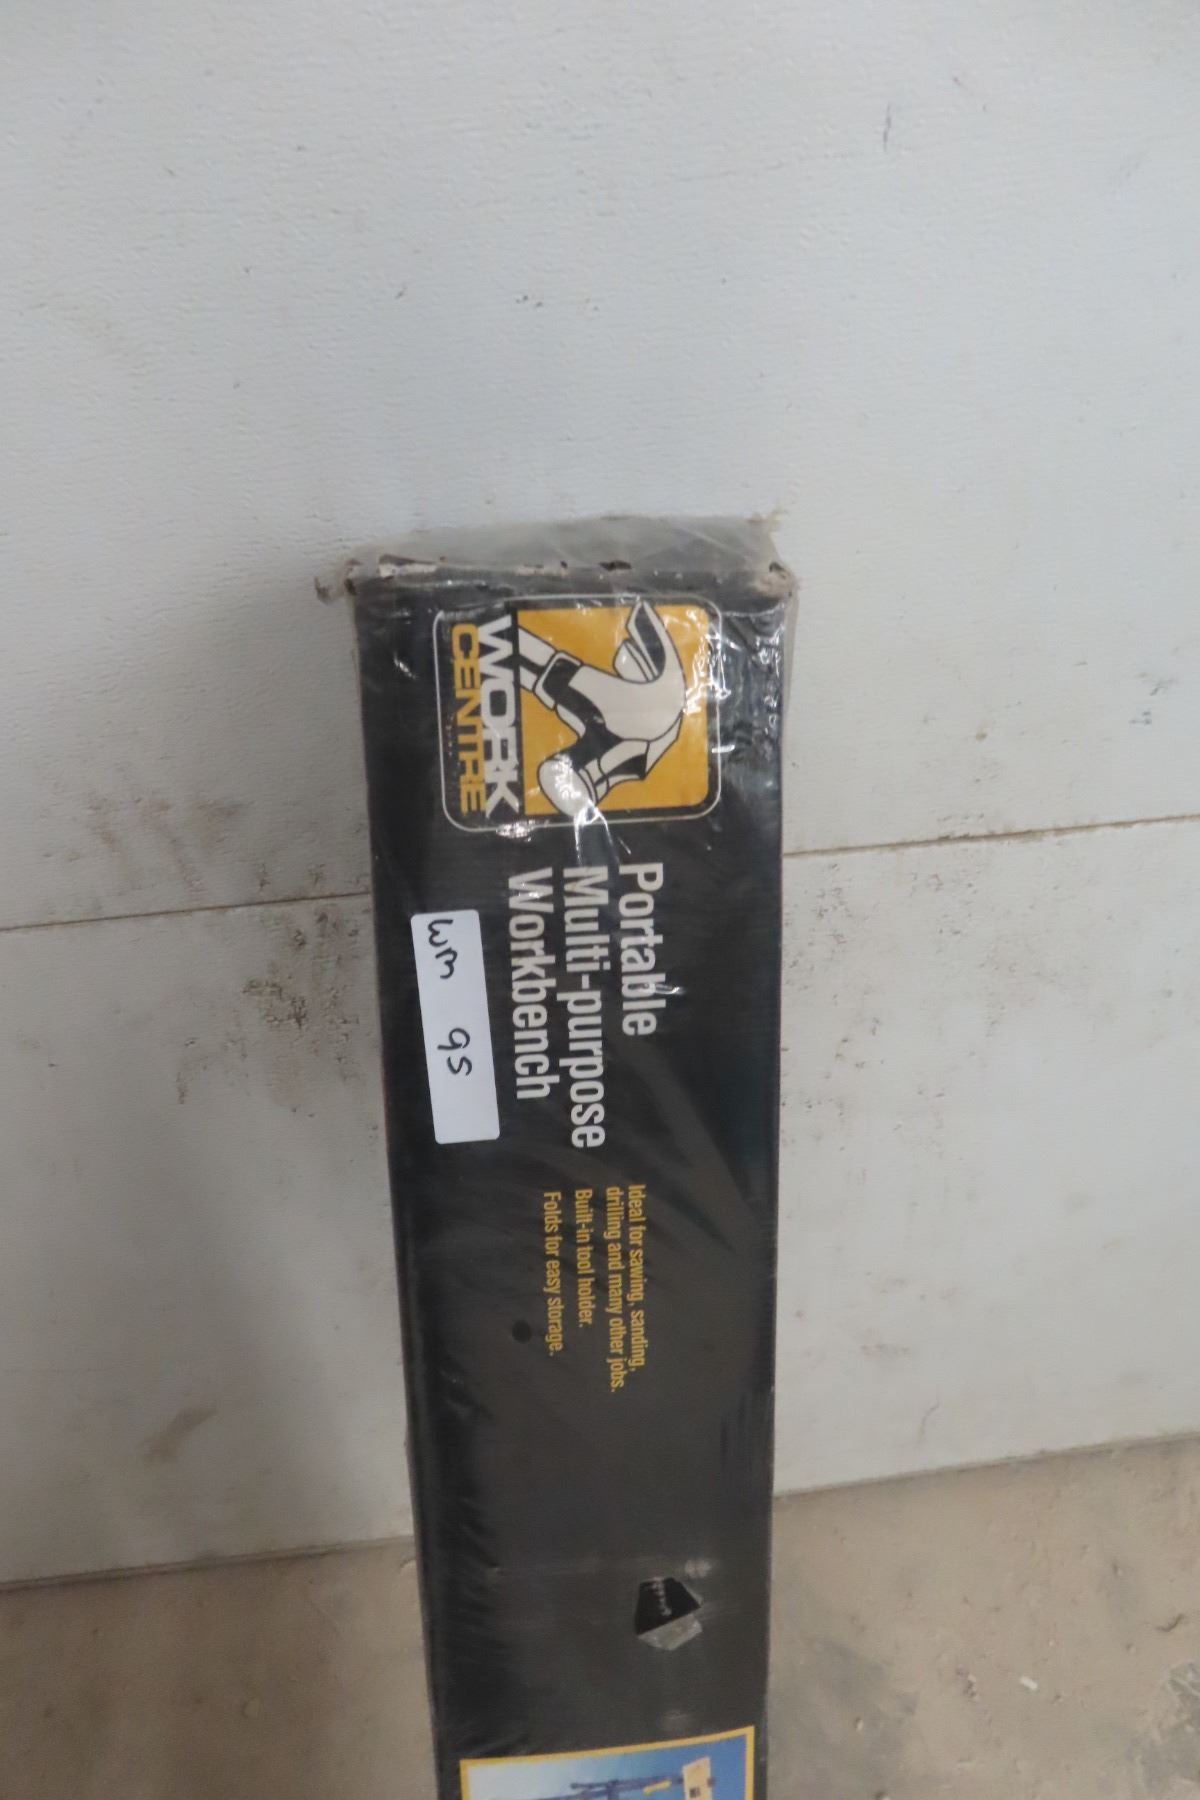 WORK
CENTRE
Portable
Multi-purpose
Workbench
Ideal for sawing, sanding,
drilling and many other jobs.
Built-in tool holder.
Folds for easy storage.
WM 95